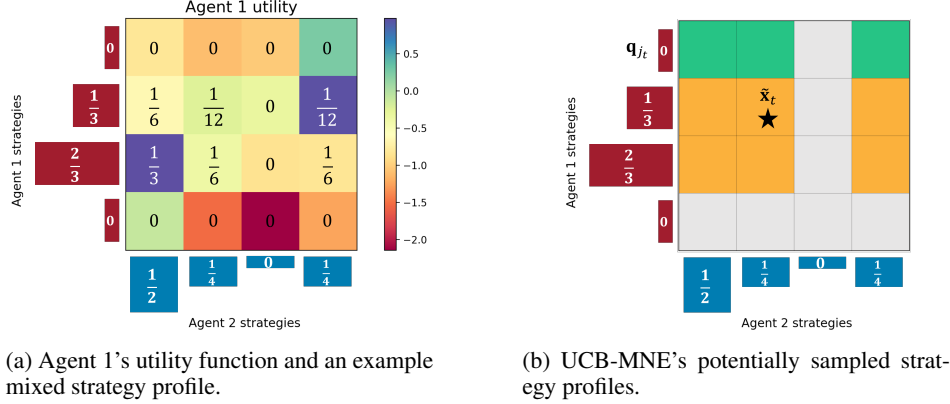 Agent 1 utility
Agent 1 strategies
0
1/3
2/3
0
0 0 0 0
1/6 1/12 0 1/12
1/3 1/6 0 1/6
0 0 0 0
1/2 1/4 0 1/4
Agent 2 strategies
0.5
0.0
−0.5
−1.0
−1.5
−2.0
(a) Agent 1's utility function and an example
mixed strategy profile.
Agent 1 strategies
q_{j_t}
0
1/3
2/3
0
x̃_t
1/2 1/4 0 1/4
Agent 2 strategies
(b) UCB-MNE's potentially sampled strat-
egy profiles.